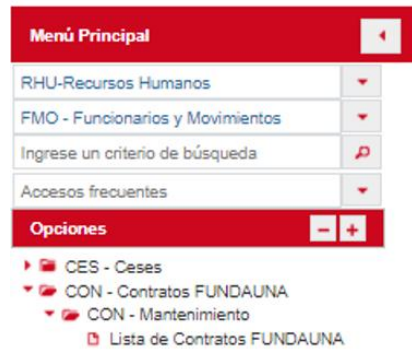 Menú Principal
RHU-Recursos Humanos
FMO - Funcionarios y Movimientos
Ingrese un criterio de búsqueda
Accesos frecuentes
Opciones
CES - Ceses
CON - Contratos FUNDAUNA
CON - Mantenimiento
Lista de Contratos FUNDAUNA